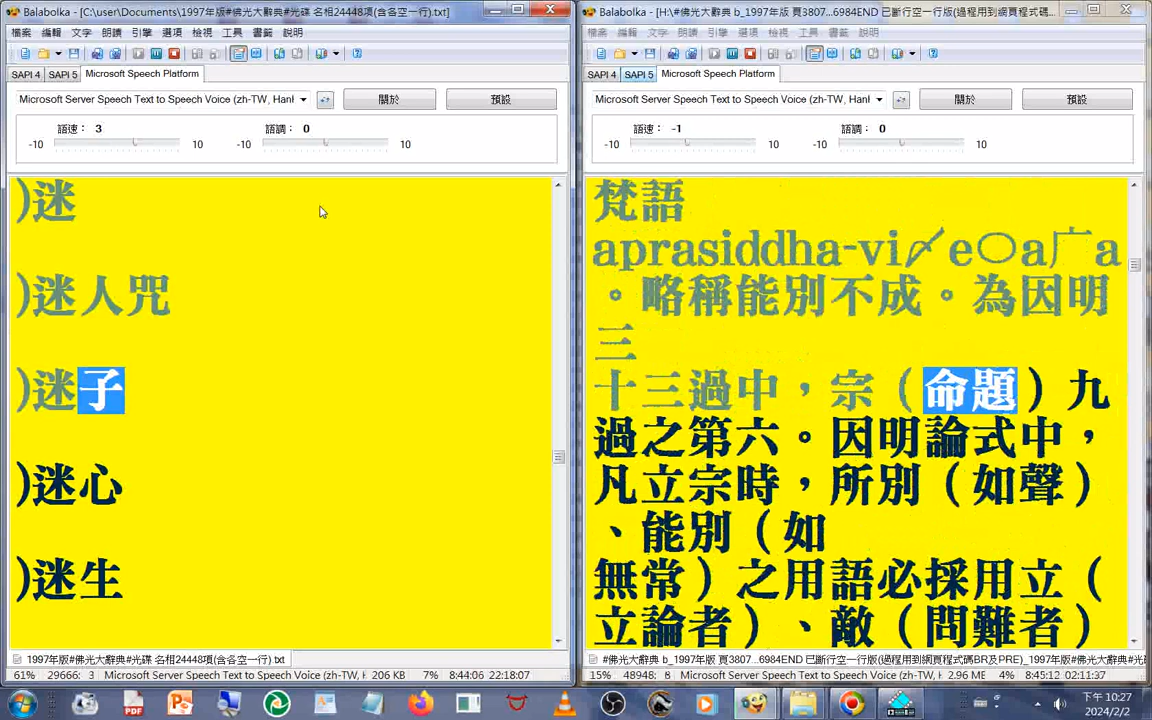 Balabolka - [C:\user\Documents\1997年版#佛光大辭典#光碟 名相24448項(含各空一行).txt]
檔案 編輯 文字 朗讀 引擎 選項 檢視 工具 書籤 說明
SAPI 4 SAPI 5 Microsoft Speech Platform
Microsoft Server Speech Text to Speech Voice (zh-TW, Hanl
關於 預設
語速： 3 語調： 0
-10 10 -10 10
)迷
)迷人咒
)迷子
)迷心
)迷生
1997年版#佛光大辭典#光碟 名相24448項(含各空一行).txt
61% 29666: 3 Microsoft Server Speech Text to Speech Voice (zh-TW, H 206 KB 7% 8:44:06 22:18:07
Balabolka - [H:\#佛光大辭典 b_1997年版 頁3807...6984END 已斷行空一行版(過程用到網頁程式碼
檔案 編輯 文字 朗讀 引擎 選項 檢視 工具 書籤 說明
SAPI 4 SAPI 5 Microsoft Speech Platform
Microsoft Server Speech Text to Speech Voice (zh-TW, Hanl
關於 預設
語速： -1 語調： 0
-10 10 -10 10
梵語
aprasiddha-vi〆e○a广a
。略稱能別不成。為因明
三
十三過中，宗（命題）九
過之第六。因明論式中，
凡立宗時，所別（如聲）
、能別（如
無常）之用語必採用立（
立論者）、敵（問難者）
#佛光大辭典 b_1997年版 頁3807...6984END 已斷行空一行版(過程用到網頁程式碼BR及PRE)_1997年版#佛光
15% 48948: 8 Microsoft Server Speech Text to Speech Voice (zh-TW, H 2.96 ME 4% 8:45:12 02:11:37
下午 10:27
2024/2/2